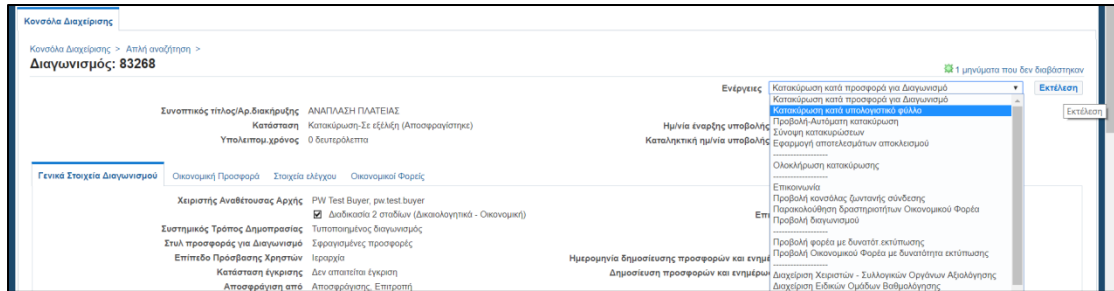 Κονσόλα Διαχείρισης
Κονσόλα Διαχείρισης > Απλή αναζήτηση >
Διαγωνισμός: 83268
1 μηνύματα που δεν διαβάστηκαν
Ενέργειες Κατακύρωση κατά προσφορά για Διαγωνισμό Εκτέλεση
Κατακύρωση κατά προσφορά για Διαγωνισμό
Κατακύρωση κατά υπολογιστικό φύλλο
Προβολή-Αυτόματη κατακύρωση
Σύνοψη κατακυρώσεων
Εφαρμογή αποτελεσμάτων αποκλεισμού
-------------------
Ολοκλήρωση κατακύρωσης
-------------------
Επικοινωνία
Προβολή κονσόλας ζωντανής σύνδεσης
Παρακολούθηση δραστηριοτήτων Οικονομικού Φορέα
Προβολή διαγωνισμού
-------------------
Προβολή φορέα με δυνατότ.εκτύπωσης
Προβολή Οικονομικού Φορέα με δυνατότητα εκτύπωσης
-------------------
Διαχείριση Χειριστών - Συλλογικών Οργάνων Αξιολόγησης
Διαχείριση Ειδικών Ομάδων Βαθμολόγησης
Εκτέλεση
Συνοπτικός τίτλος/Αρ.διακήρυξης ΑΝΑΠΛΑΣΗ ΠΛΑΤΕΙΑΣ
Κατάσταση Κατακύρωση-Σε εξέλιξη (Αποσφραγίστηκε) Ημ/νία έναρξης υποβολής
Υπολειπομ.χρόνος 0 δευτερόλεπτα Καταληκτική ημ/νία υποβολής
Γενικά Στοιχεία Διαγωνισμού Οικονομική Προσφορά Στοιχεία ελέγχου Οικονομικοί Φορείς
Χειριστής Αναθέτουσας Αρχής PW Test Buyer, pw.test.buyer
Διαδικασία 2 σταδίων (Δικαιολογητικά - Οικονομική) Επι
Συστημικός Τρόπος Δημοπρασίας Τυποποιημένος διαγωνισμός
Στυλ προσφοράς για Διαγωνισμό Σφραγισμένες προσφορές
Επίπεδο Πρόσβασης Χρηστών Ιεραρχία Ημερομηνία δημοσίευσης προσφορών και ενημέ
Κατάσταση έγκρισης Δεν απαιτείται έγκριση Δημοσίευση προσφορών και ενημέρω
Αποσφράγιση από Αποσφράγισης, Επιτροπή